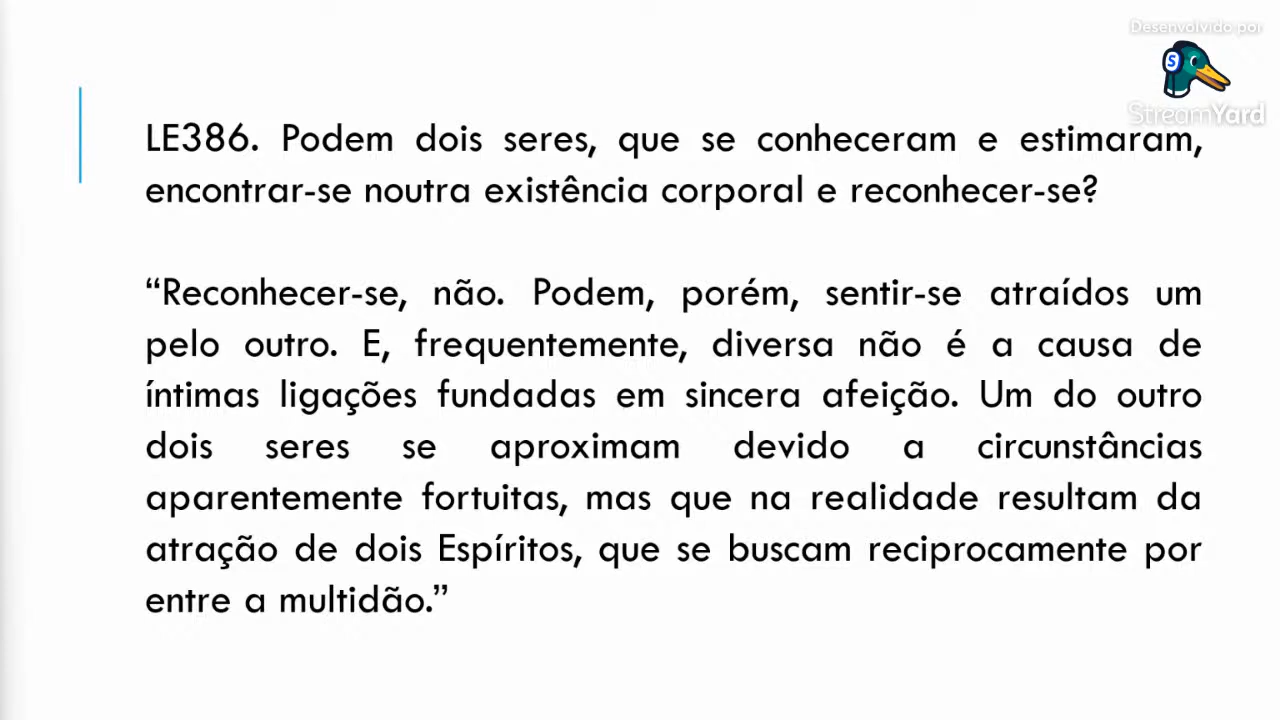 Desenvolvido por
S
StreamYard
LE386. Podem dois seres, que se conheceram e estimaram,
encontrar-se noutra existência corporal e reconhecer-se?
“Reconhecer-se, não. Podem, porém, sentir-se atraídos um
pelo outro. E, frequentemente, diversa não é a causa de
íntimas ligações fundadas em sincera afeição. Um do outro
dois seres se aproximam devido a circunstâncias
aparentemente fortuitas, mas que na realidade resultam da
atração de dois Espíritos, que se buscam reciprocamente por
entre a multidão.”